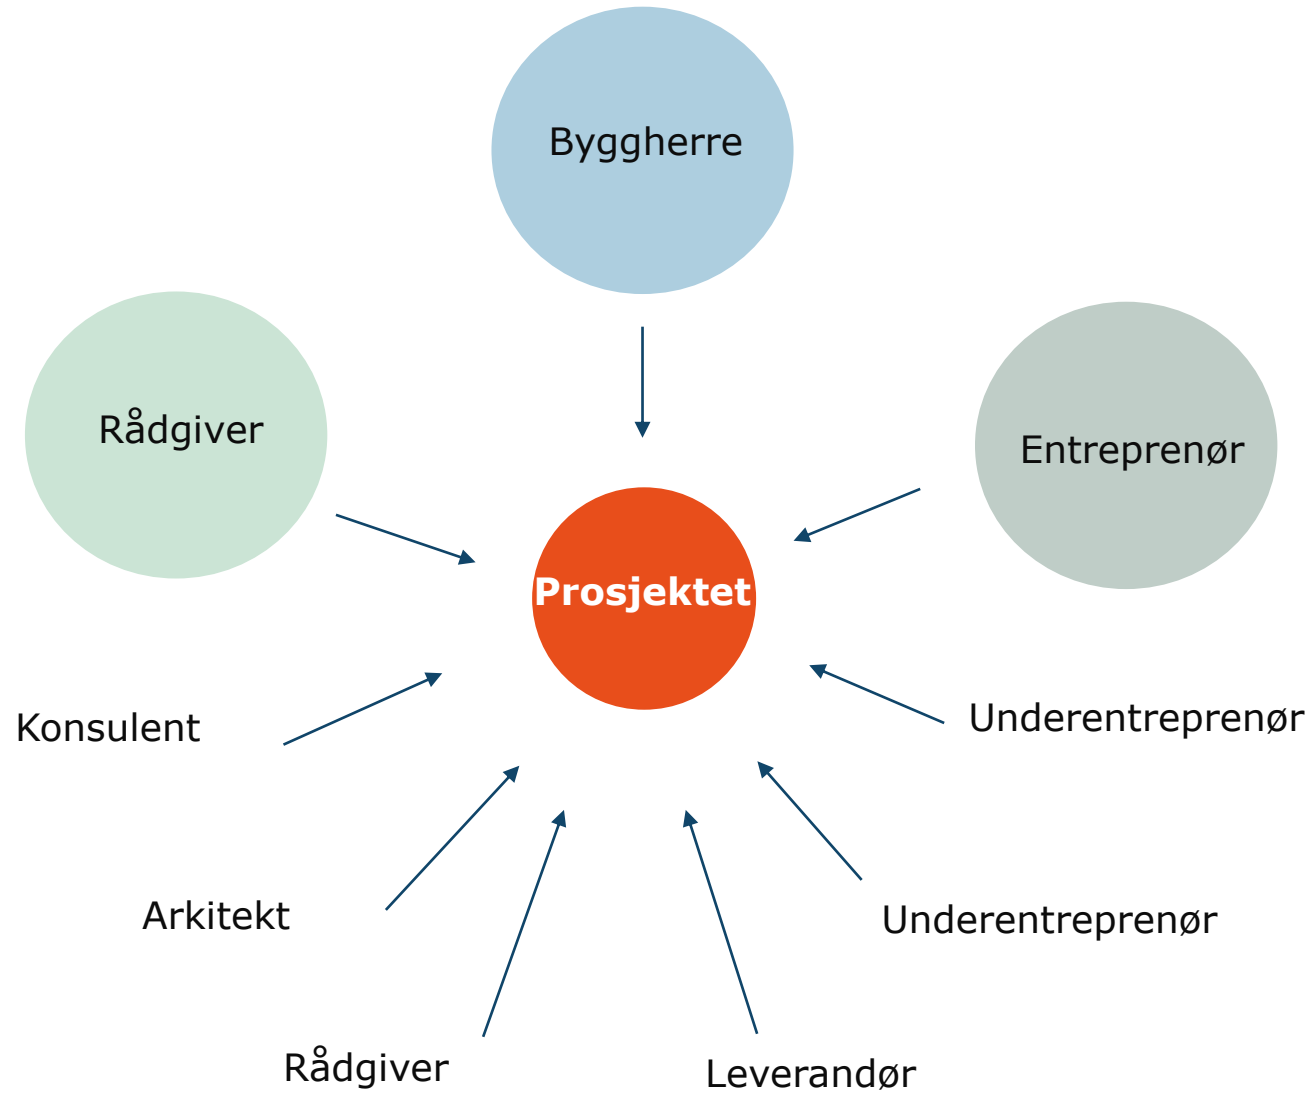 Byggherre
Rådgiver
Entreprenør
Prosjektet
Konsulent
Underentreprenør
Arkitekt
Underentreprenør
Rådgiver
Leverandør